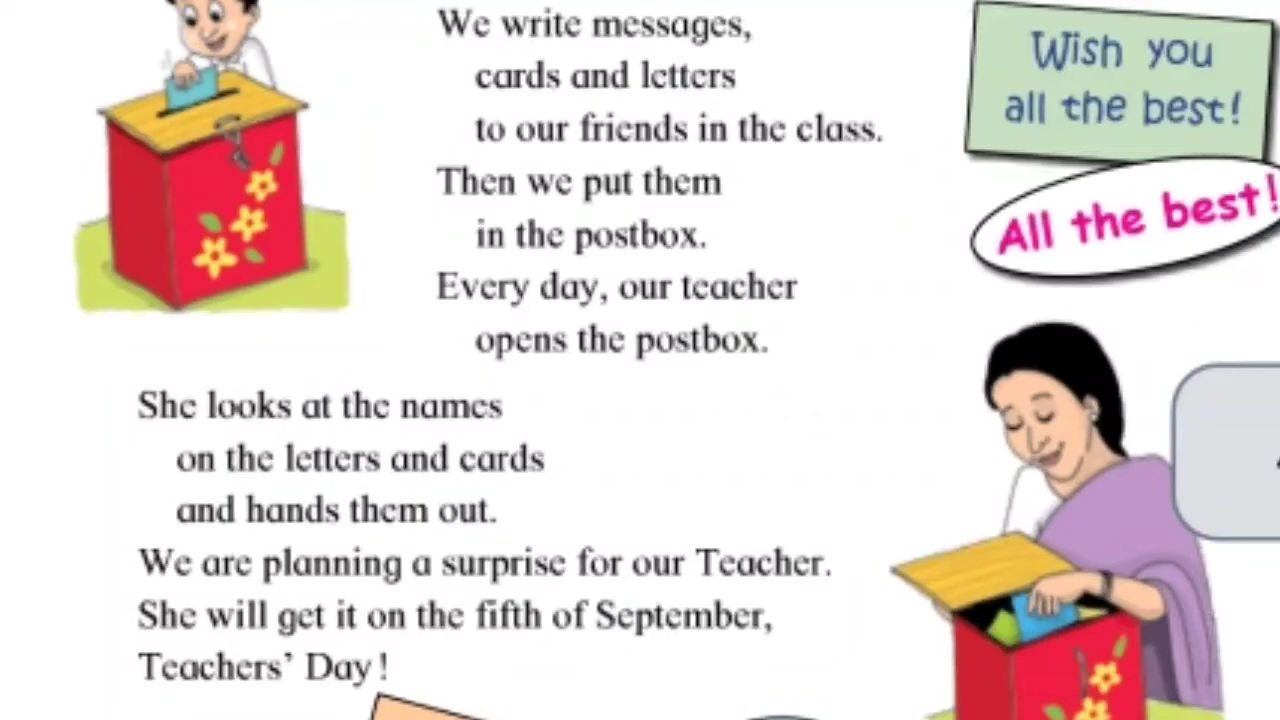 We write messages,
cards and letters
to our friends in the class.
Then we put them
in the postbox.
Every day, our teacher
opens the postbox.
Wish you
all the best!
All the best!
She looks at the names
on the letters and cards
and hands them out.
We are planning a surprise for our Teacher.
She will get it on the fifth of September,
Teachers' Day!